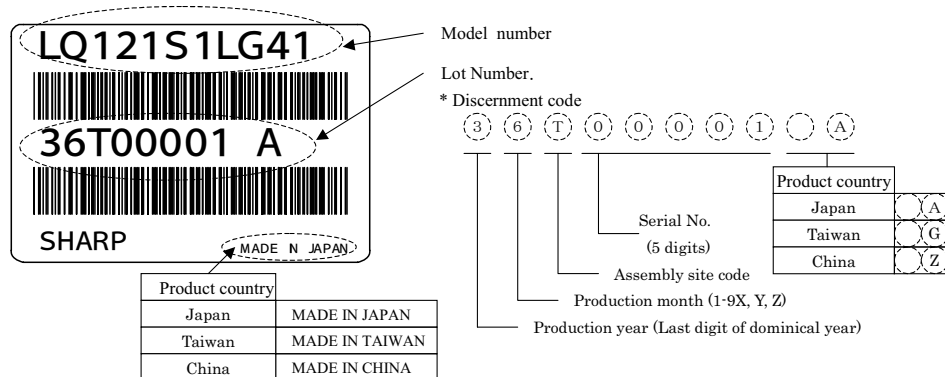 LQ121S1LG41
36T00001 A
SHARP
MADE IN JAPAN
Product country
Japan MADE IN JAPAN
Taiwan MADE IN TAIWAN
China MADE IN CHINA
Model number
Lot Number.
* Discernment code
3 6 T 0 0 0 0 1 A
Product country
Japan A
Taiwan G
China Z
Serial No.
(5 digits)
Assembly site code
Production month (1-9X, Y, Z)
Production year (Last digit of dominical year)